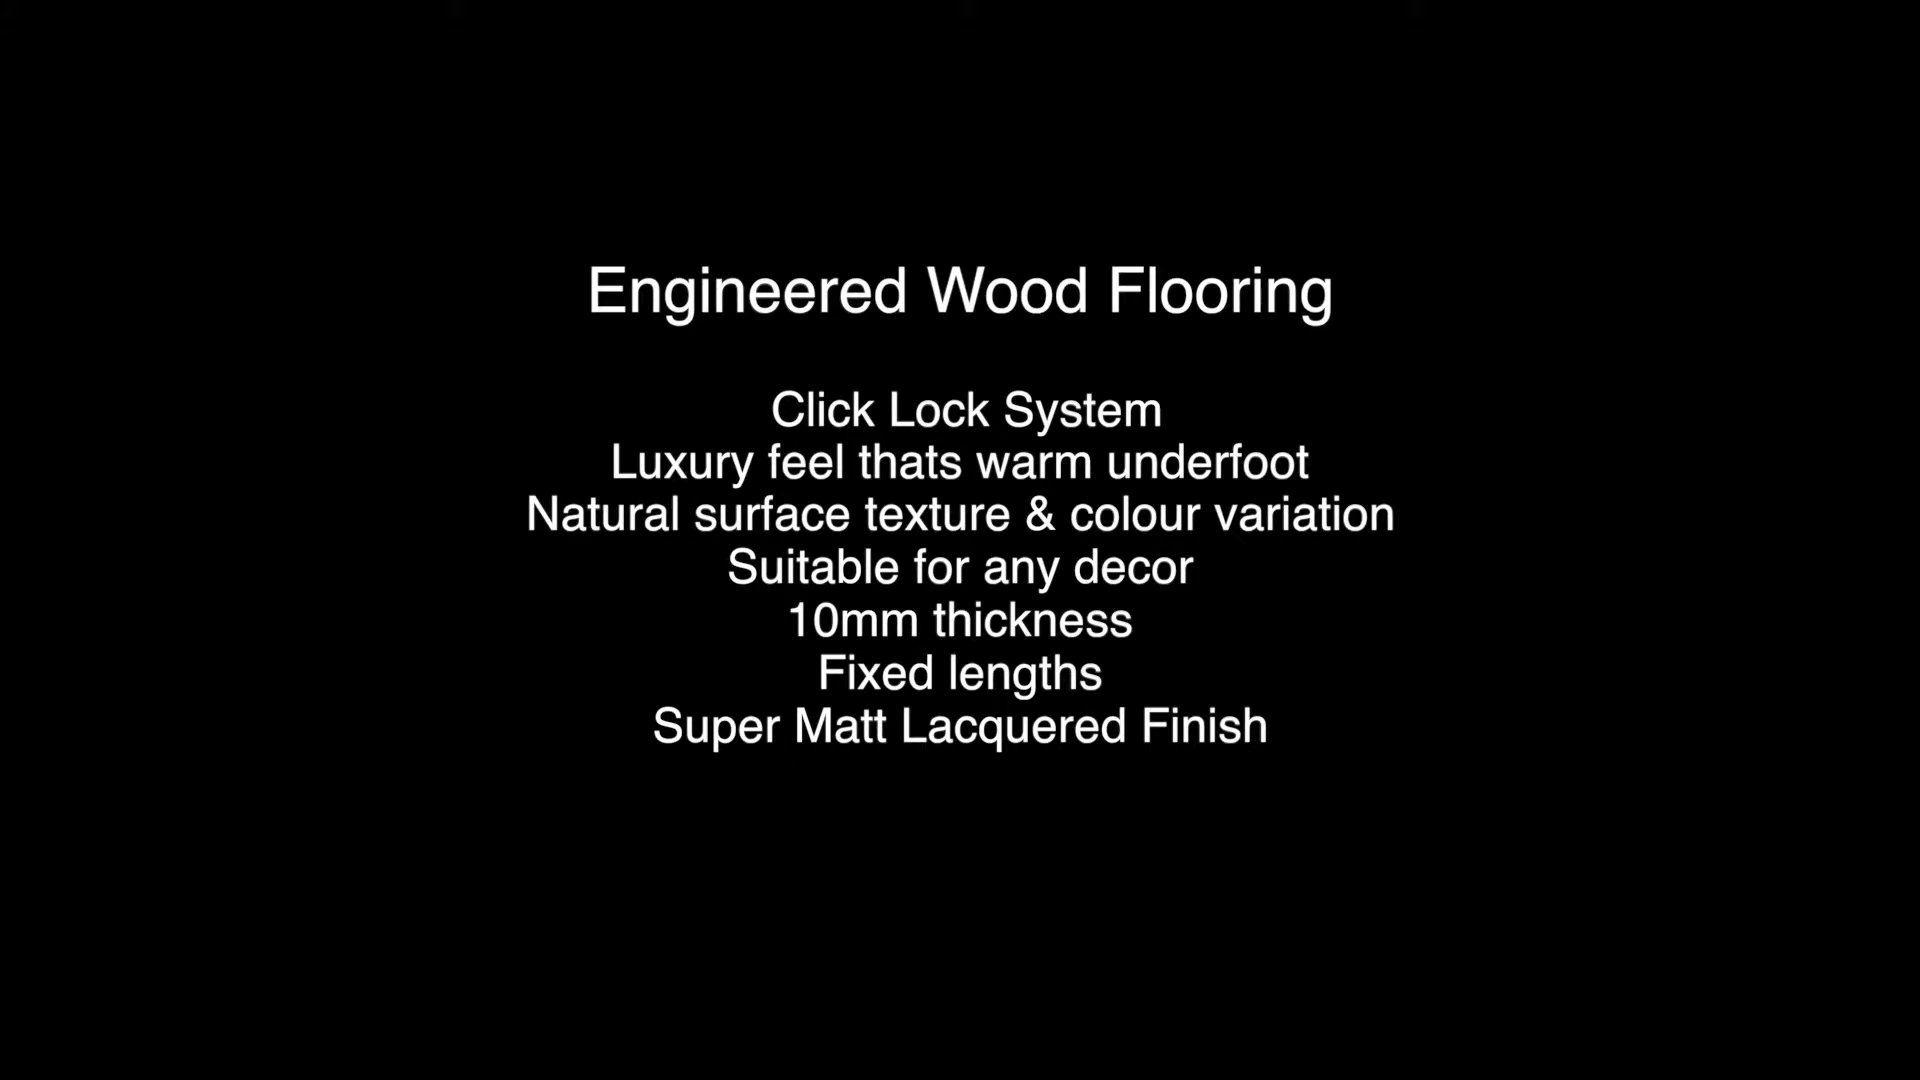 Engineered Wood Flooring
Click Lock System
Luxury feel thats warm underfoot
Natural surface texture & colour variation
Suitable for any decor
10mm thickness
Fixed lengths
Super Matt Lacquered Finish